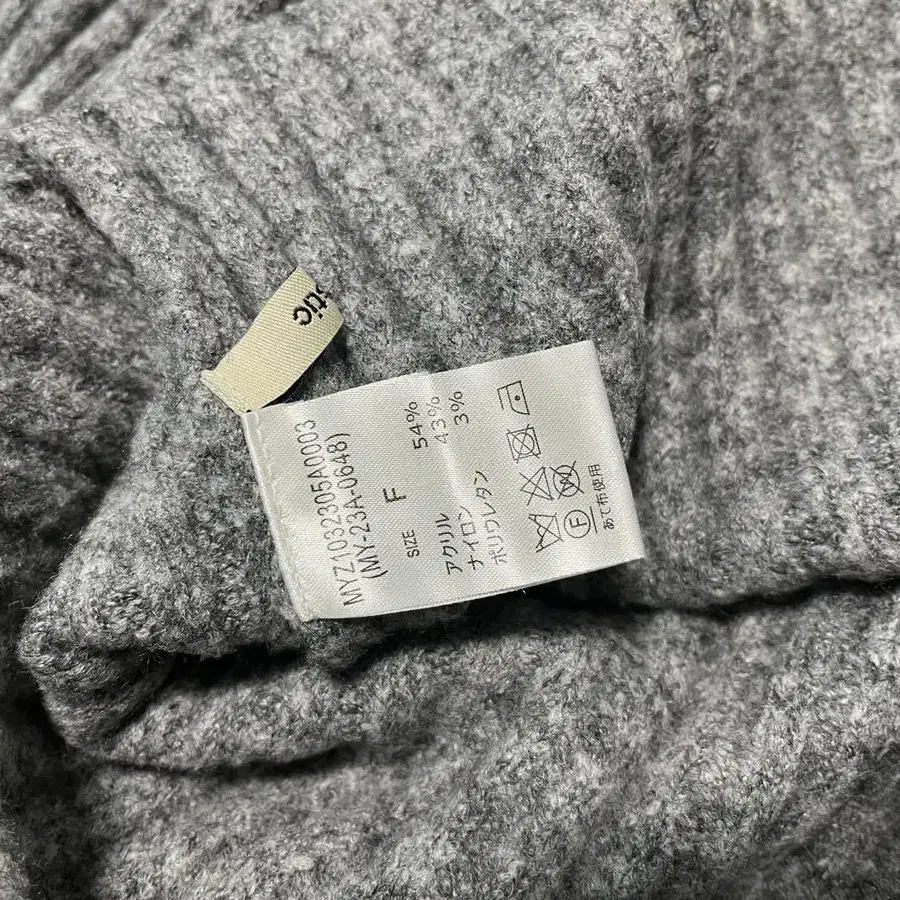 stic
MYZ1032305A0003
(MY-23A-0648)
SIZE F
アクリル 54%
ナイロン 43%
ポリウレタン 3%
F
あて布使用